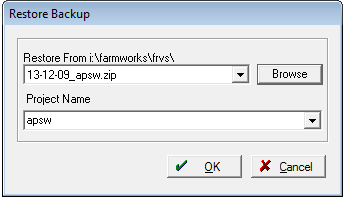 Restore Backup
Restore From i:\farmworks\frvs\
13-12-09_apsw.zip
Browse
Project Name
apsw
OK
Cancel